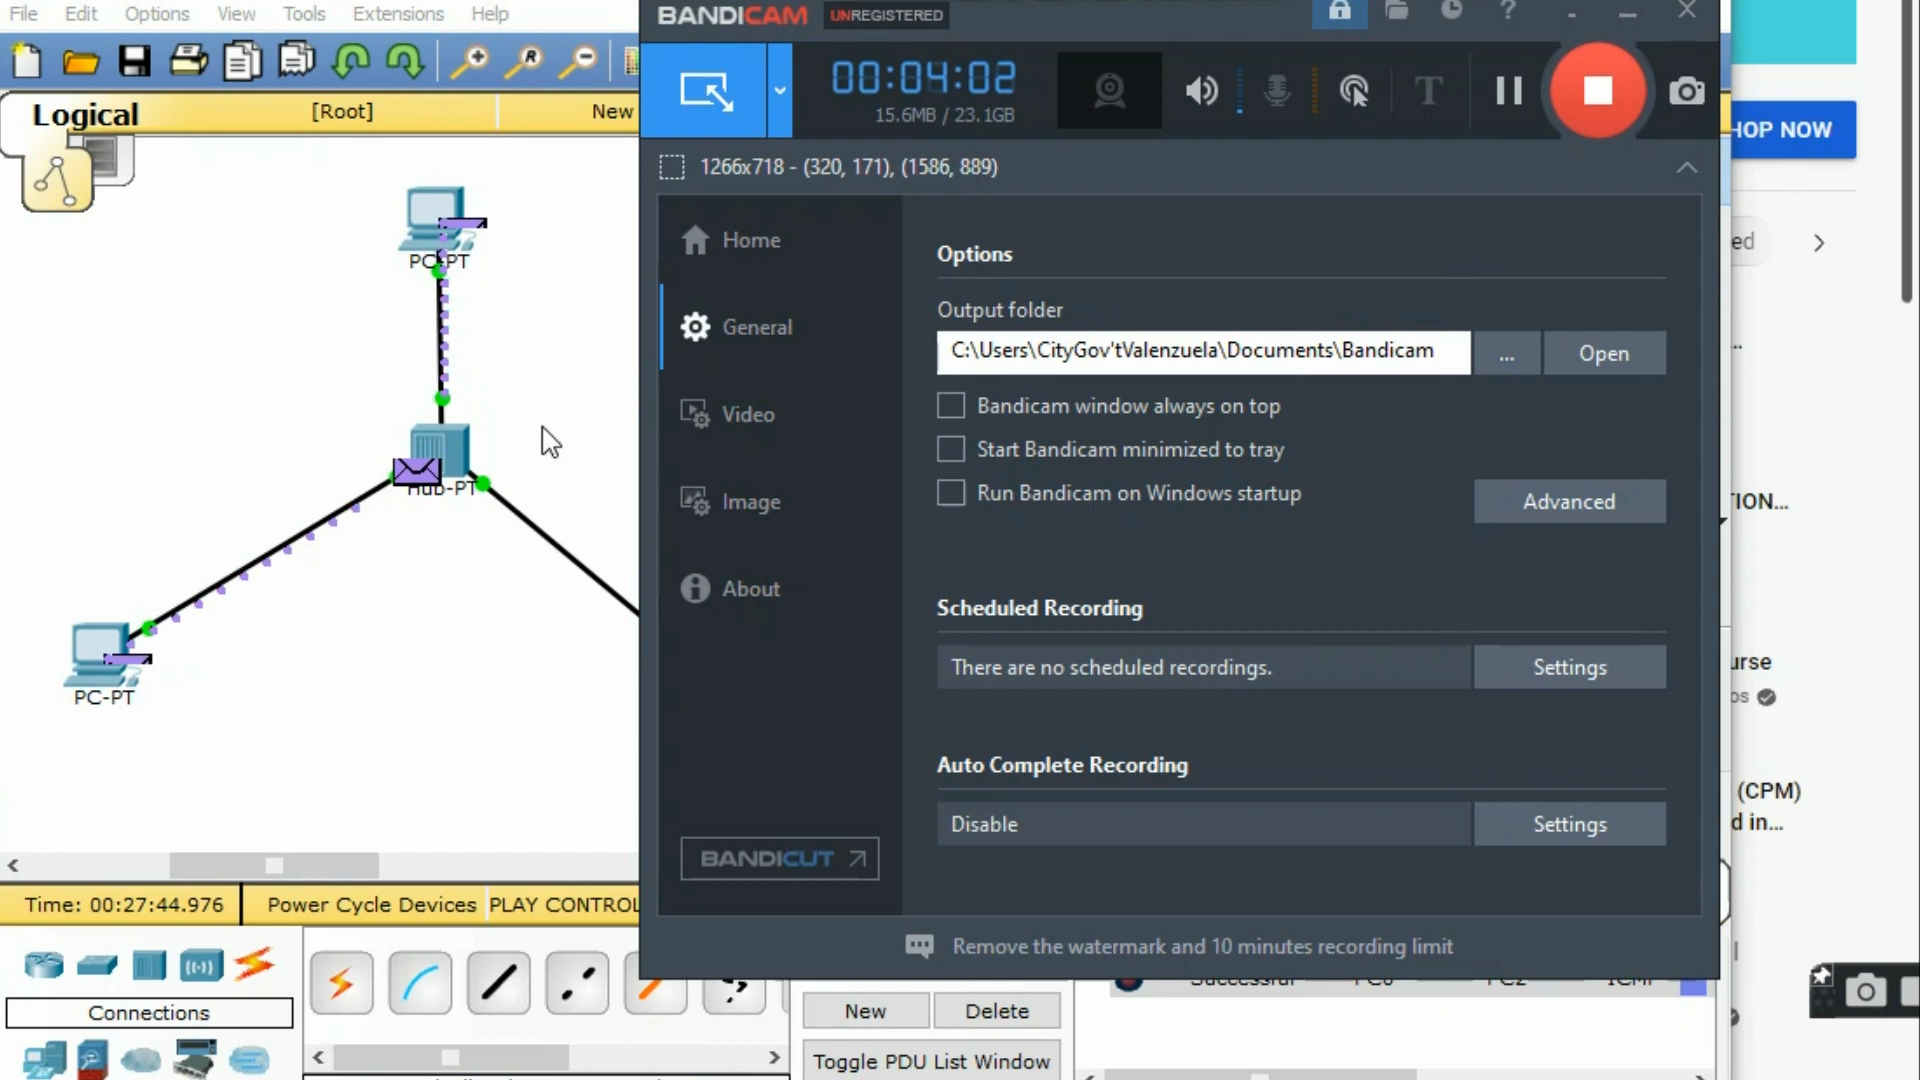 File Edit Options View Tools Extensions Help
Logical [Root] New
PC-PT
Hub-PT
PC-PT
Time: 00:27:44.976 Power Cycle Devices PLAY CONTROL
Connections
BANDICAM UNREGISTERED
00:04:02
15.6MB / 23.1GB
1266x718 - (320, 171), (1586, 889)
Home
General
Video
Image
About
BANDICUT
Options
Output folder
C:\Users\CityGov'tValenzuela\Documents\Bandicam ... Open
Bandicam window always on top
Start Bandicam minimized to tray
Run Bandicam on Windows startup
Advanced
Scheduled Recording
There are no scheduled recordings. Settings
Auto Complete Recording
Disable Settings
Remove the watermark and 10 minutes recording limit
New Delete
Toggle PDU List Window
Successful PC0 PC2 ICMP
HOP NOW
ed
ION...
urse
os
(CPM)
d in...